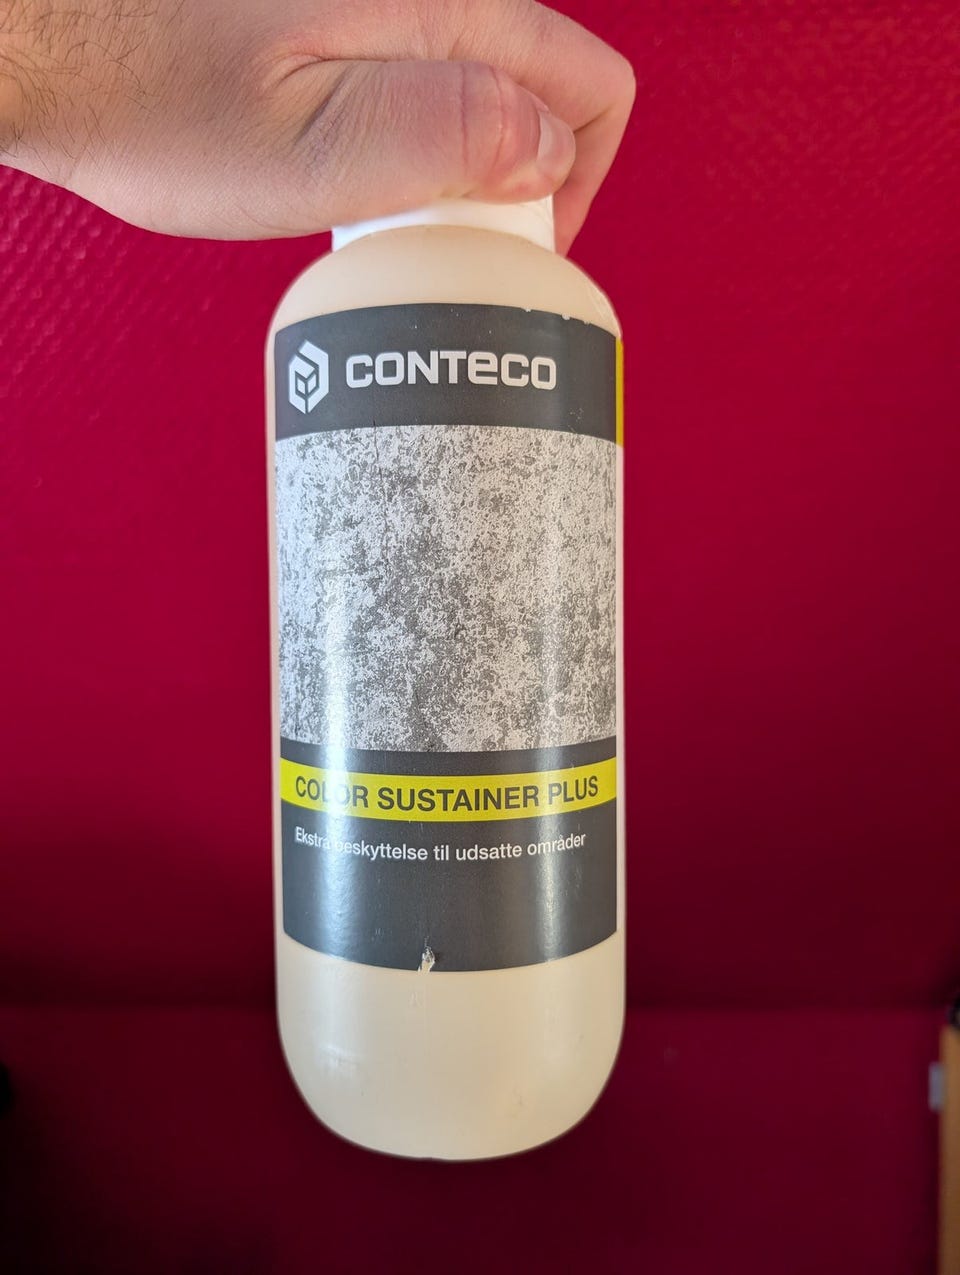 CONTECO
COLOR SUSTAINER PLUS
Ekstra beskyttelse til udsatte områder